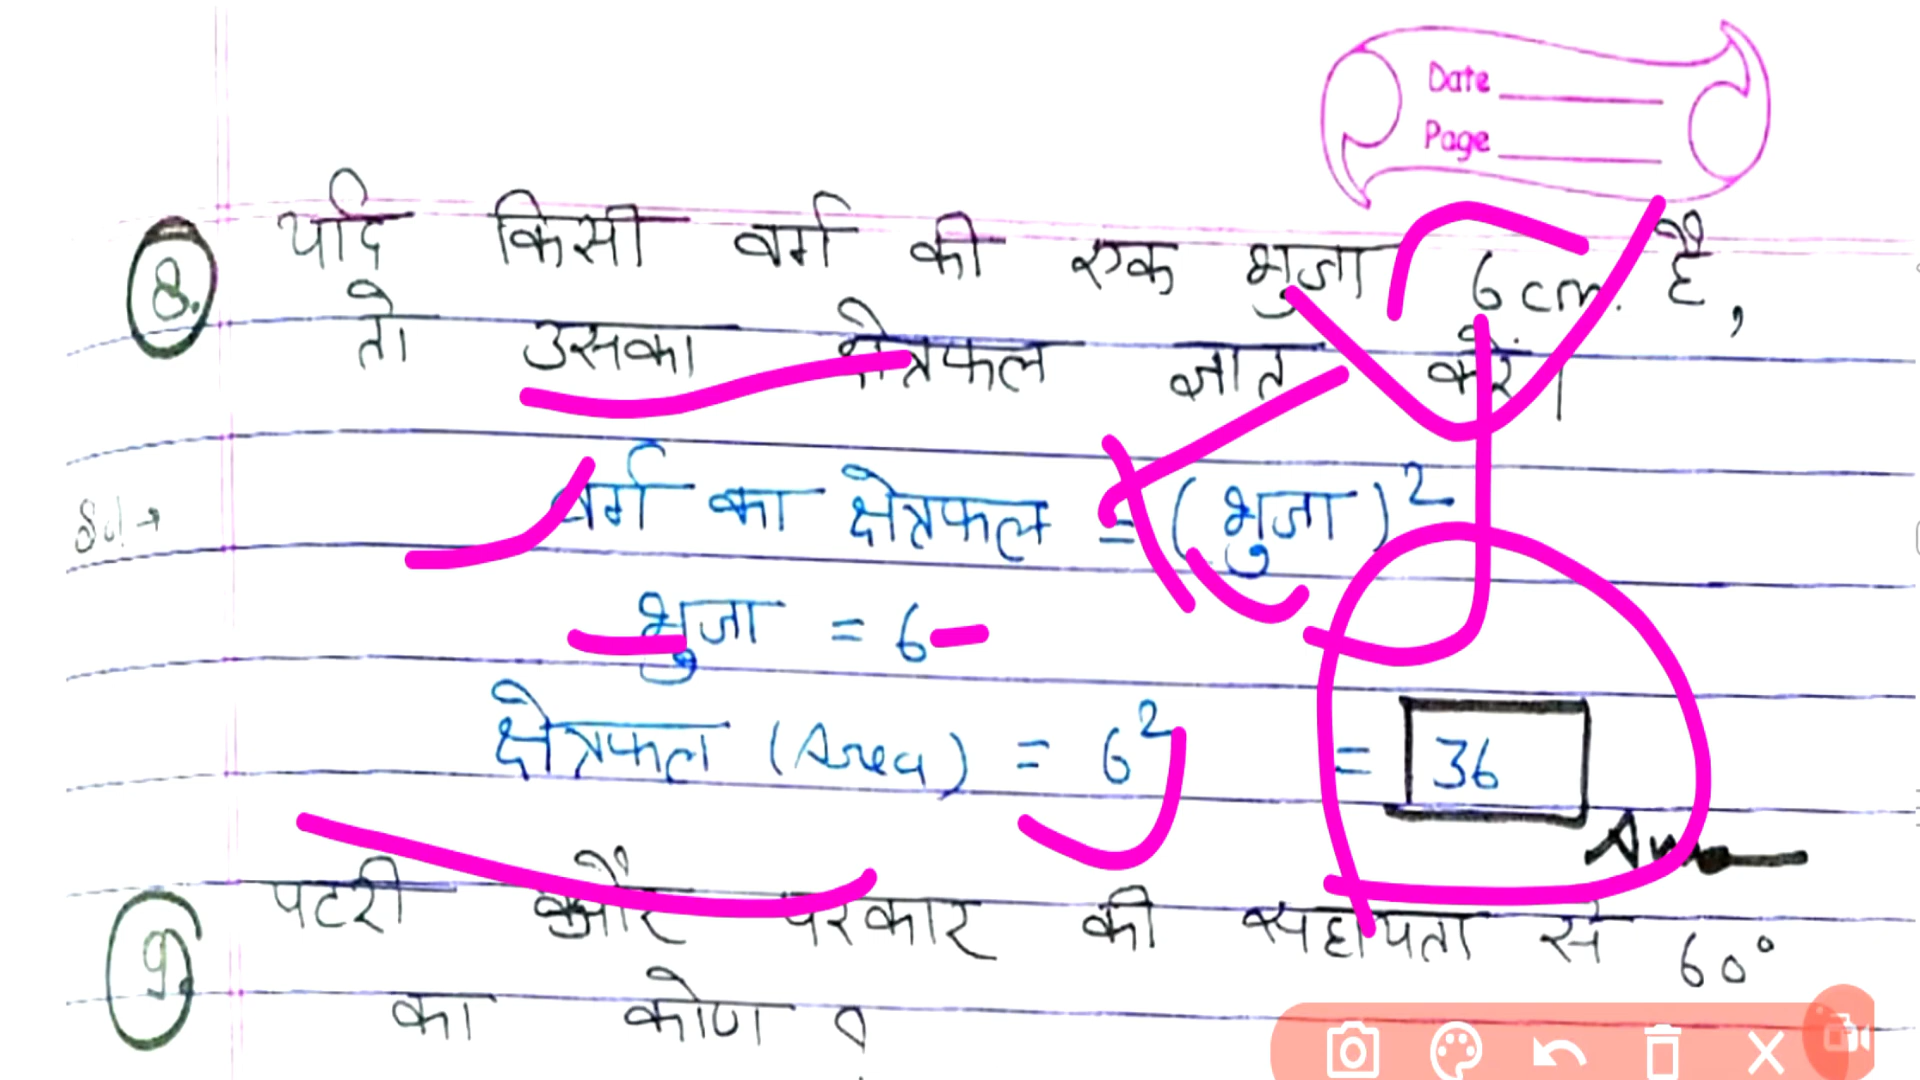 Date
Page
8. यदि किसी वर्ग की एक भुजा 6 cm. है,
तो उसका क्षेत्रफल ज्ञात करें।
Sol → वर्ग का क्षेत्रफल = (भुजा)²
भुजा = 6
क्षेत्रफल (Area) = 6² = 36
Ans
9. पटरी और परकार की सहायता से 60°
का कोण